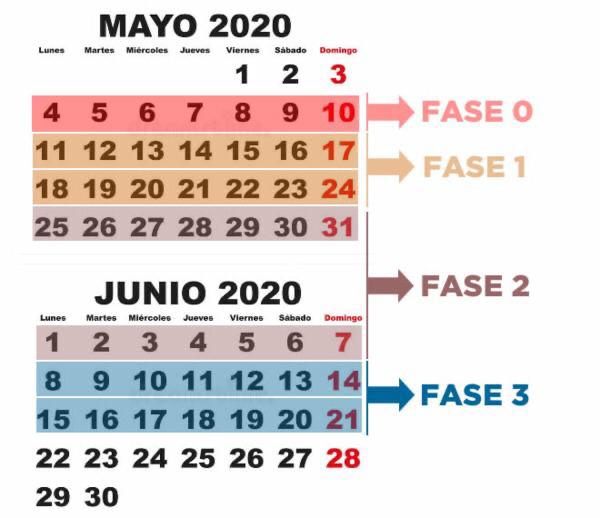 MAYO 2020
Lunes Martes Miércoles Jueves Viernes Sábado Domingo
1 2 3
4 5 6 7 8 9 10 FASE 0
11 12 13 14 15 16 17 FASE 1
18 19 20 21 22 23 24
25 26 27 28 29 30 31
FASE 2
JUNIO 2020
Lunes Martes Miércoles Jueves Viernes Sábado Domingo
1 2 3 4 5 6 7
8 9 10 11 12 13 14 FASE 3
15 16 17 18 19 20 21
22 23 24 25 26 27 28
29 30